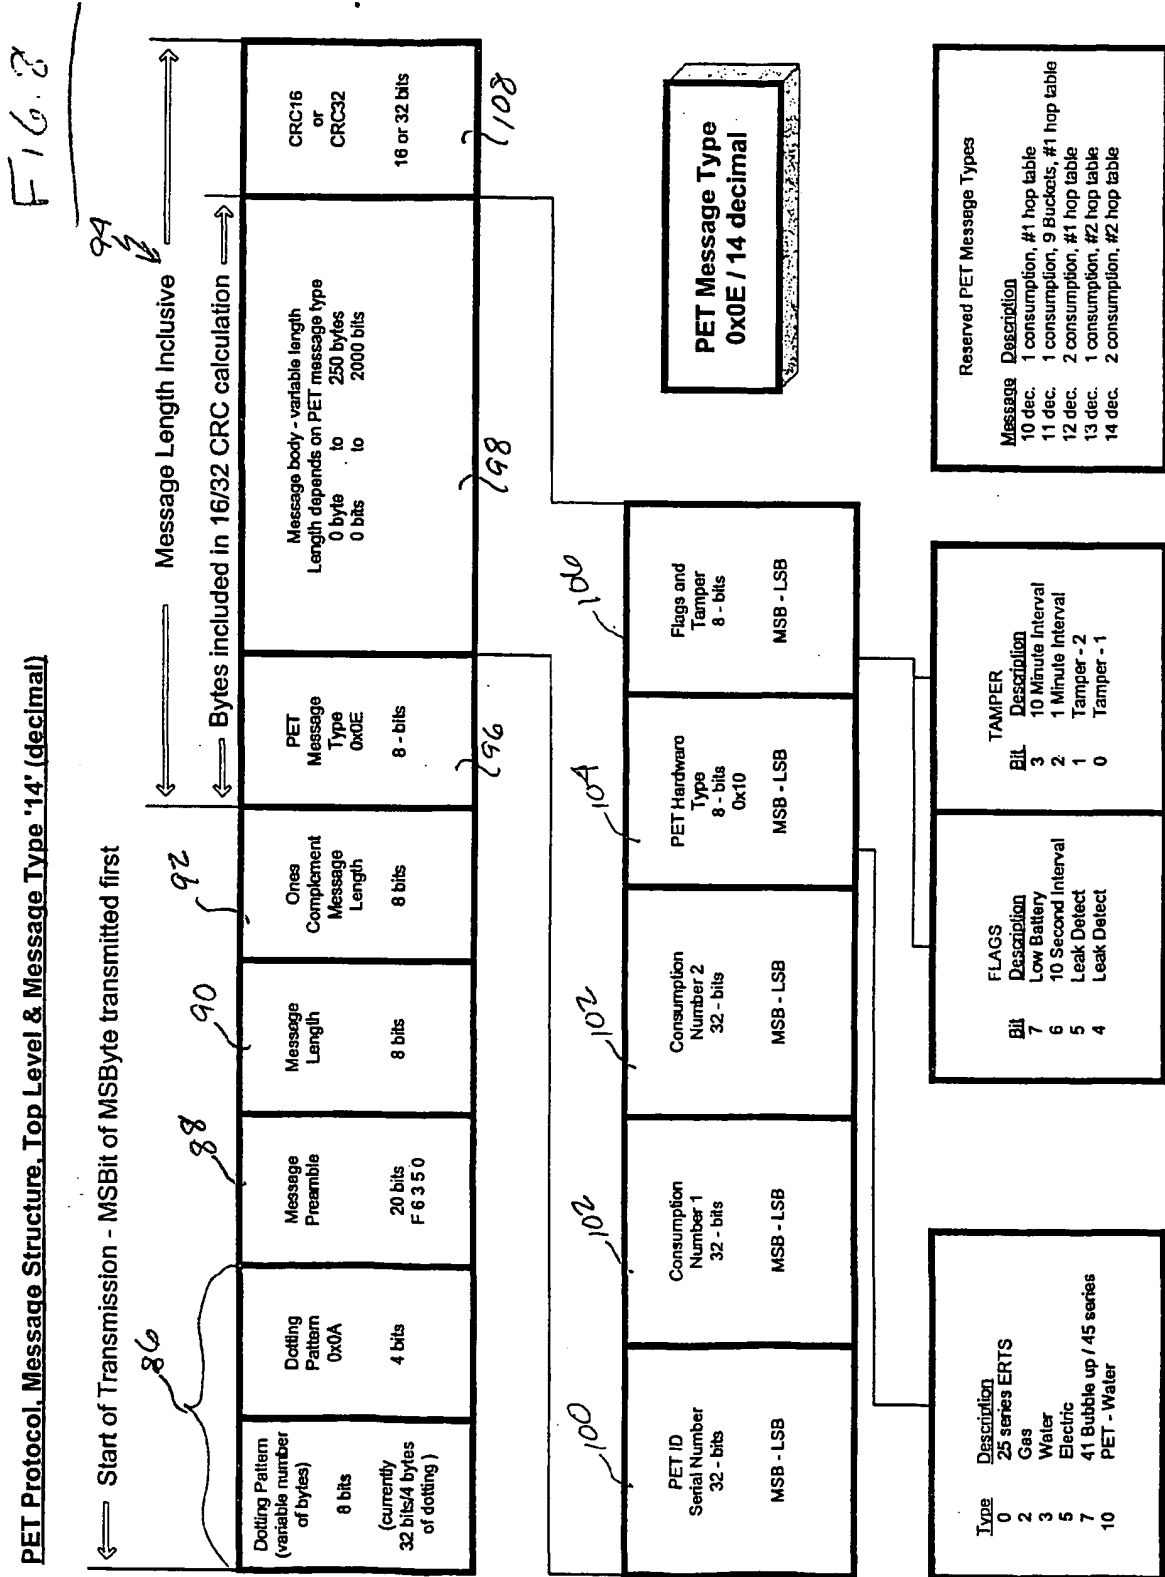 FIG. 8
PET Protocol, Message Structure, Top Level & Message Type '14' (decimal)
Start of Transmission - MSBit of MSByte transmitted first
94
Message Length Inclusive
Bytes included in 16/32 CRC calculation
86
88
90
92
Dotting Pattern
(variable number
of bytes)
8 bits
(currently
32 bits/4 bytes
of dotting )
Dotting
Pattern
0x0A
4 bits
Message
Preamble
20 bits
F 6 3 5 0
Message
Length
8 bits
Ones
Complement
Message
Length
8 bits
PET
Message
Type
0x0E
8 - bits
Message body - variable length
Length depends on PET message type
0 byte to 250 bytes
0 bits to 2000 bits
CRC16
or
CRC32
16 or 32 bits
96
98
108
100
102
102
104
106
PET ID
Serial Number
32 - bits
MSB - LSB
Consumption
Number 1
32 - bits
MSB - LSB
Consumption
Number 2
32 - bits
MSB - LSB
PET Hardware
Type
8 - bits
0x10
MSB - LSB
Flags and
Tamper
8 - bits
MSB - LSB
PET Message Type
0x0E / 14 decimal
Type Description
0 25 series ERTS
2 Gas
3 Water
5 Electric
7 41 Bubble up / 45 series
10 PET - Water
FLAGS
Bit Description
7 Low Battery
6 10 Second Interval
5 Leak Detect
4 Leak Detect
TAMPER
Bit Description
3 10 Minute Interval
2 1 Minute Interval
1 Tamper - 2
0 Tamper - 1
Reserved PET Message Types
Message Description
10 dec. 1 consumption, #1 hop table
11 dec. 1 consumption, 9 Buckets, #1 hop table
12 dec. 2 consumption, #1 hop table
13 dec. 1 consumption, #2 hop table
14 dec. 2 consumption, #2 hop table